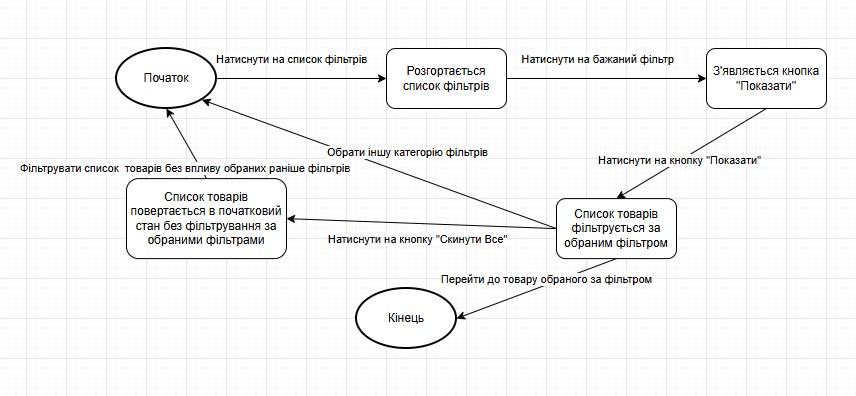 Натиснути на список фільтрів
Натиснути на бажаний фільтр
Початок
Розгортається
список фільтрів
З'являється кнопка
"Показати"
Обрати іншу категорію фільтрів
Натиснути на кнопку "Показати"
Фільтрувати список  товарів без впливу обраних раніше фільтрів
Список товарів
повертається в початковий
стан без фільтрування за
обраними фільтрами
Список товарів
фільтрується за
обраним фільтром
Натиснути на кнопку "Скинути Все"
Перейти до товару обраного за фільтром
Кінець